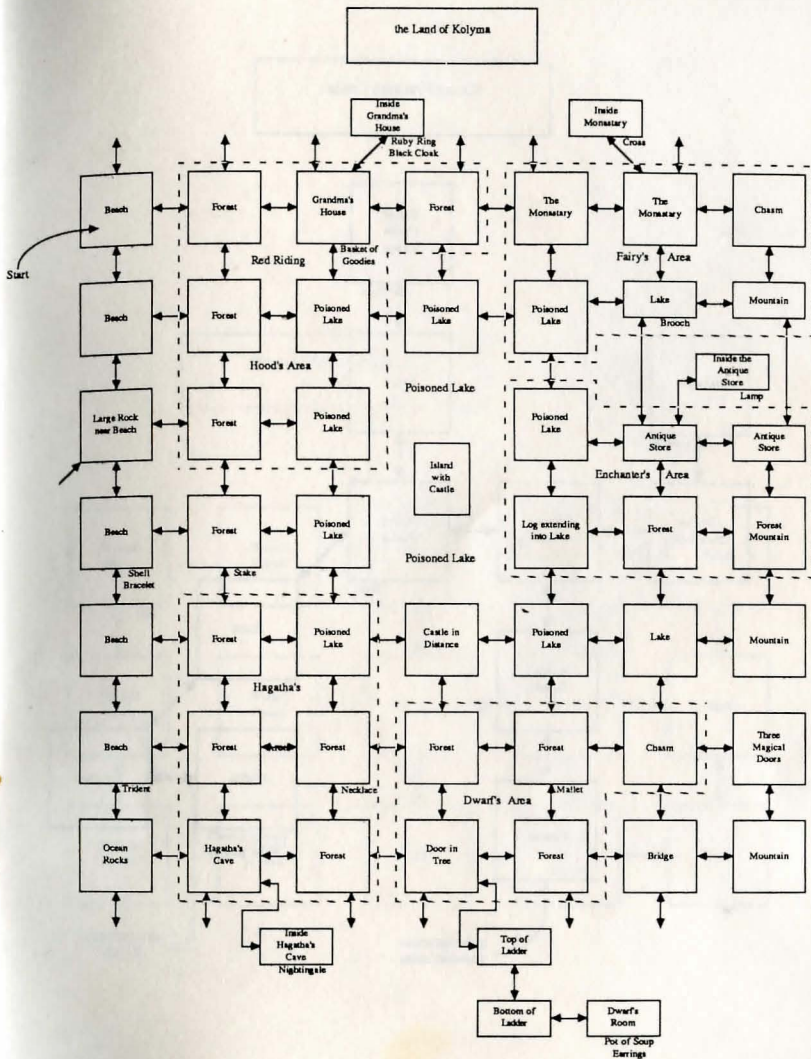 the Land of Kolyma
Inside
Grandma's
House
Inside
Monastary
Ruby Ring
Black Cloak
Cross
Beach
Forest
Grandma's
House
Forest
The
Monastary
The
Monastary
Chasm
Start
Red Riding
Basket of
Goodies
Fairy's Area
Beach
Forest
Poisoned
Lake
Poisoned
Lake
Poisoned
Lake
Lake
Mountain
Brooch
Hood's Area
Poisoned Lake
Inside the
Antique
Store
Lamp
Large Rock
near Beach
Forest
Poisoned
Lake
Poisoned
Lake
Antique
Store
Antique
Store
Island
with
Castle
Enchanter's Area
Beach
Forest
Poisoned
Lake
Log extending
into Lake
Forest
Forest
Mountain
Poisoned Lake
Shell
Bracelet
Stake
Beach
Forest
Poisoned
Lake
Castle in
Distance
Poisoned
Lake
Lake
Mountain
Hagatha's
Beach
Forest
Forest
Forest
Forest
Chasm
Three
Magical
Doors
Trident
Necklace
Mallet
Dwarf's Area
Ocean
Rocks
Hagatha's
Cave
Forest
Door in
Tree
Forest
Bridge
Mountain
Inside
Hagatha's
Cave
Nightingale
Top of
Ladder
Bottom of
Ladder
Dwarf's
Room
Pot of Soup
Earrings